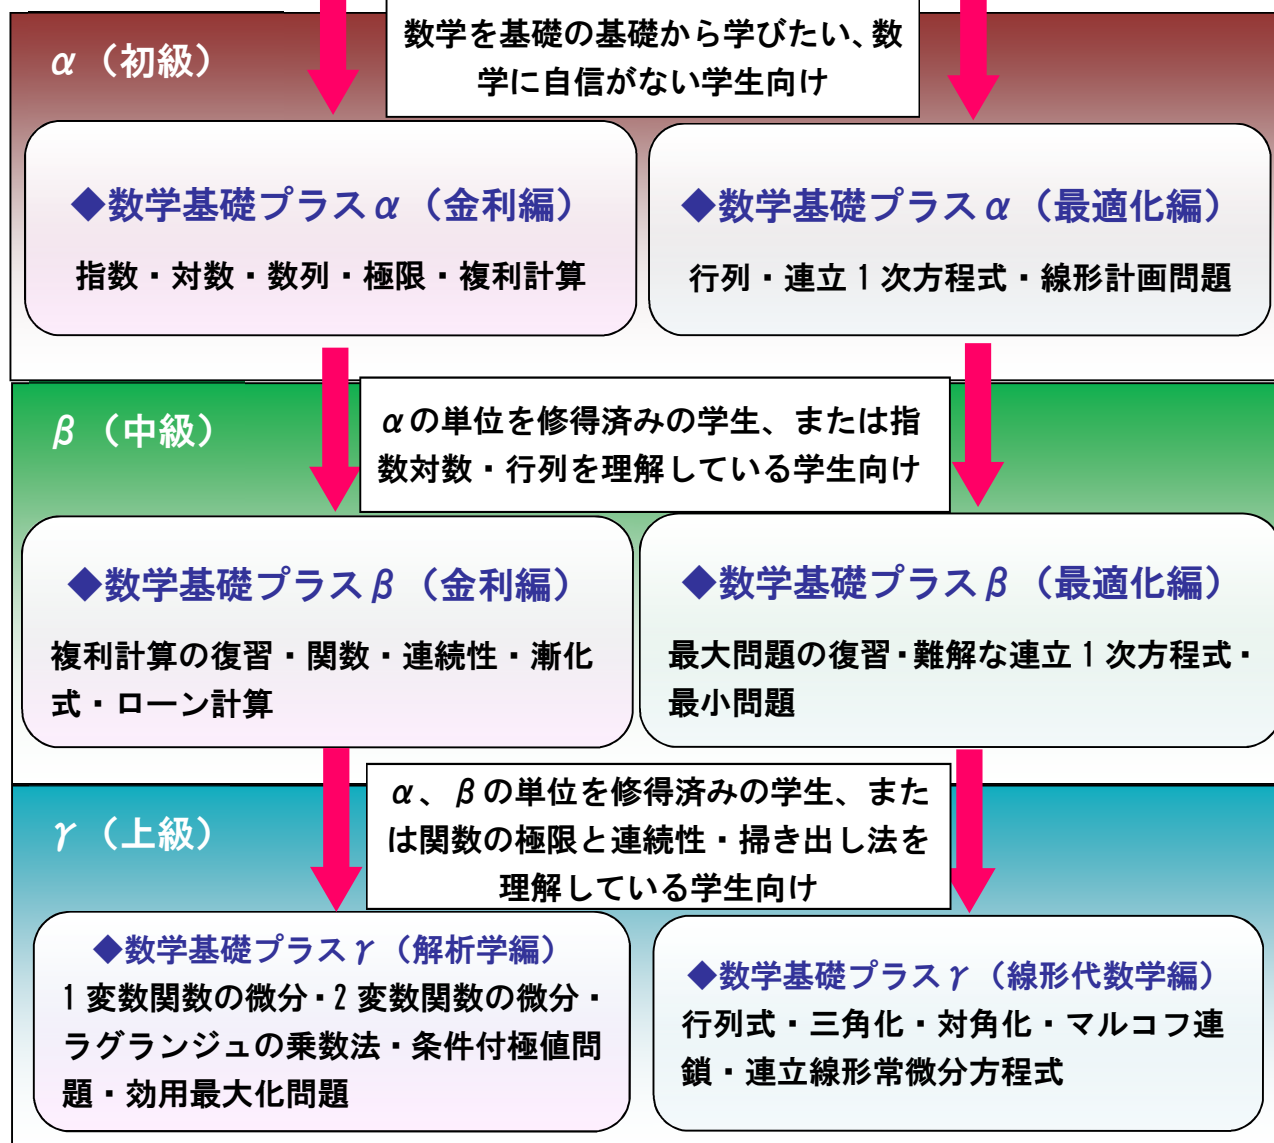 数学を基礎の基礎から学びたい、数
学に自信がない学生向け
α（初級）
◆数学基礎プラスα（金利編）
指数・対数・数列・極限・複利計算
◆数学基礎プラスα（最適化編）
行列・連立1次方程式・線形計画問題
αの単位を修得済みの学生、または指
数対数・行列を理解している学生向け
β（中級）
◆数学基礎プラスβ（金利編）
複利計算の復習・関数・連続性・漸化
式・ローン計算
◆数学基礎プラスβ（最適化編）
最大問題の復習・難解な連立1次方程式・
最小問題
α、βの単位を修得済みの学生、また
は関数の極限と連続性・掃き出し法を
理解している学生向け
γ（上級）
◆数学基礎プラスγ（解析学編）
1変数関数の微分・2変数関数の微分・
ラグランジュの乗数法・条件付極値問
題・効用最大化問題
◆数学基礎プラスγ（線形代数学編）
行列式・三角化・対角化・マルコフ連
鎖・連立線形常微分方程式